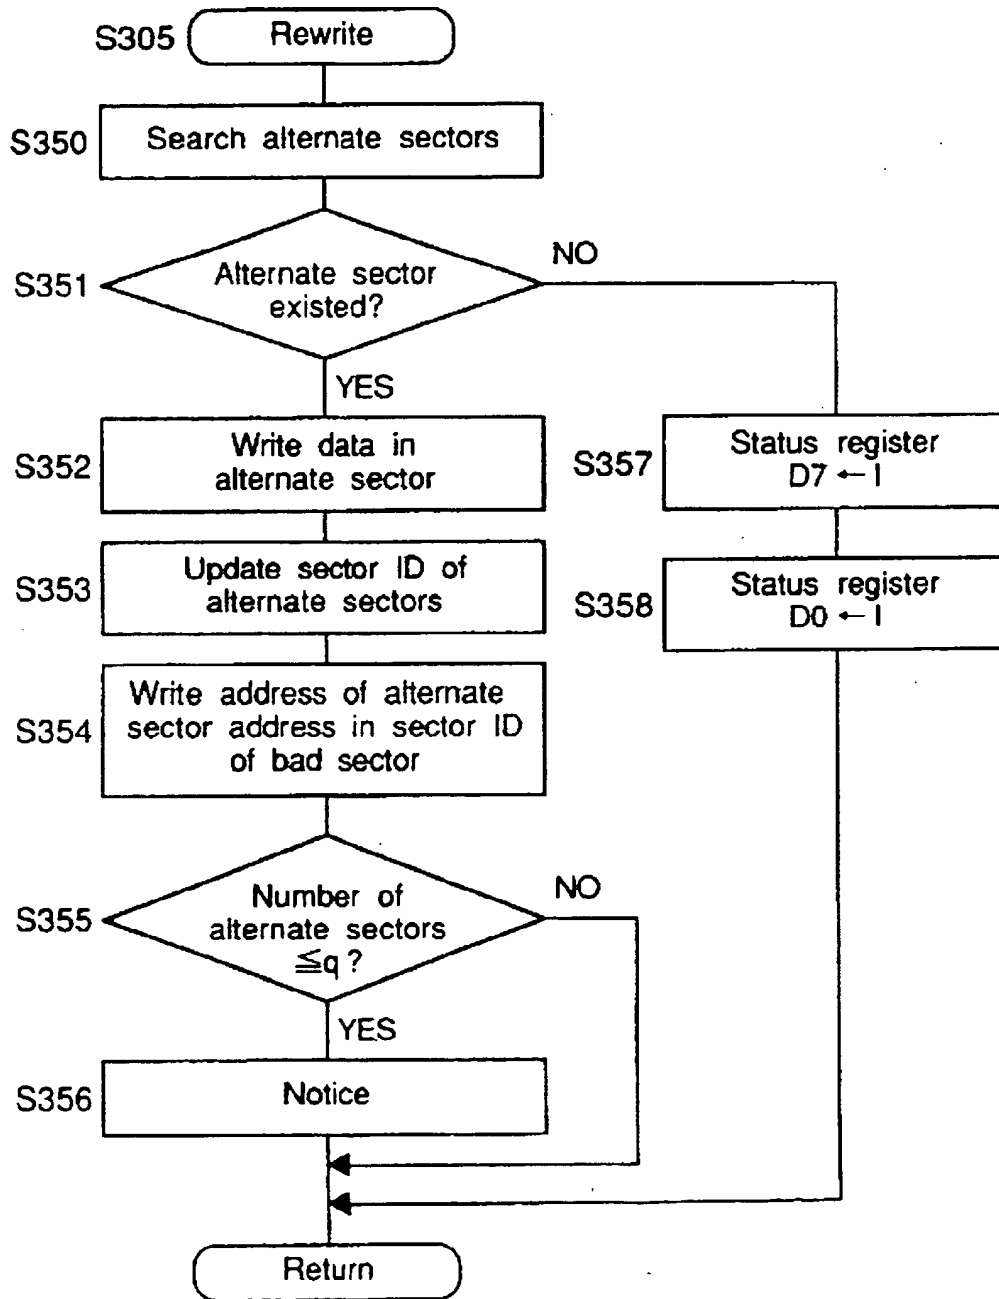 S305 Rewrite
S350 Search alternate sectors
S351 Alternate sector
existed?
NO
YES
S352 Write data in
alternate sector
S357 Status register
D7 ← I
S353 Update sector ID of
alternate sectors
S358 Status register
D0 ← I
S354 Write address of alternate
sector address in sector ID
of bad sector
S355 Number of
alternate sectors
≦q ?
NO
YES
S356 Notice
Return